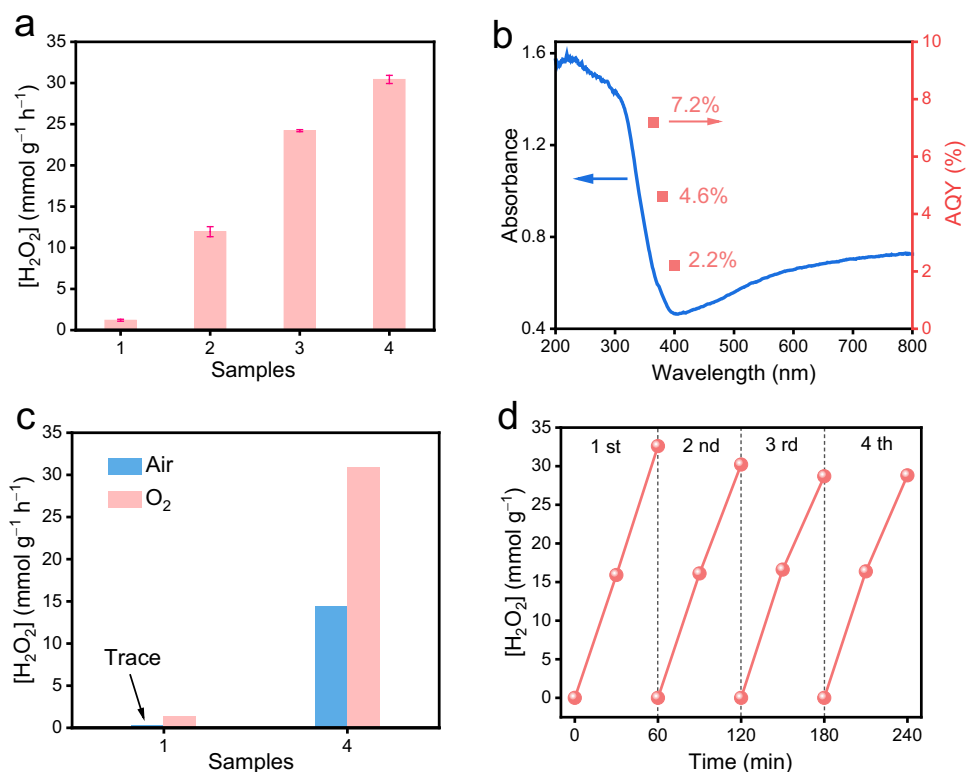 a
35
30
25
20
15
10
5
0
[H₂O₂] (mmol g⁻¹ h⁻¹)
1 2 3 4
Samples
b
1.6
1.2
0.8
0.4
Absorbance
7.2%
4.6%
2.2%
10
8
6
4
2
0
AQY (%)
200 300 400 500 600 700 800
Wavelength (nm)
c
35
30
25
20
15
10
5
0
[H₂O₂] (mmol g⁻¹ h⁻¹)
Air
O₂
Trace
1 4
Samples
d
35
30
25
20
15
10
5
0
[H₂O₂] (mmol g⁻¹)
1 st 2 nd 3 rd 4 th
0 60 120 180 240
Time (min)